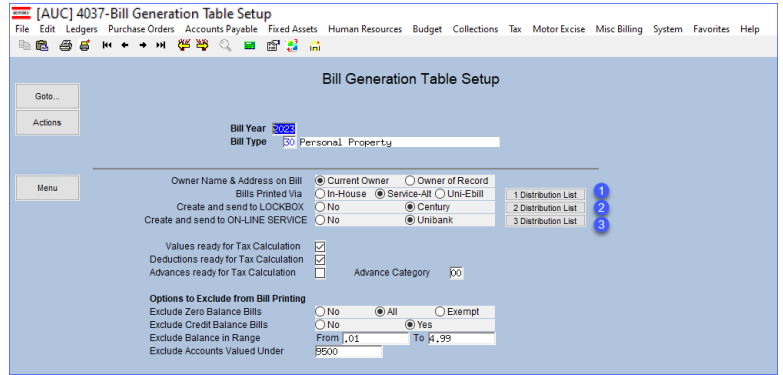 [AUC] 4037-Bill Generation Table Setup
File Edit Ledgers Purchase Orders Accounts Payable Fixed Assets Human Resources Budget Collections Tax Motor Excise Misc Billing System Favorites Help
Bill Generation Table Setup
Goto...
Actions
Bill Year 2023
Bill Type 30 Personal Property
Menu
Owner Name & Address on Bill Current Owner Owner of Record
Bills Printed Via In-House Service-Alt Uni-Ebill 1 Distribution List 1
Create and send to LOCKBOX No Century 2 Distribution List 2
Create and send to ON-LINE SERVICE No Unibank 3 Distribution List 3
Values ready for Tax Calculation
Deductions ready for Tax Calculation
Advances ready for Tax Calculation Advance Category 00
Options to Exclude from Bill Printing
Exclude Zero Balance Bills No All Exempt
Exclude Credit Balance Bills No Yes
Exclude Balance in Range From .01 To 4.99
Exclude Accounts Valued Under 9500